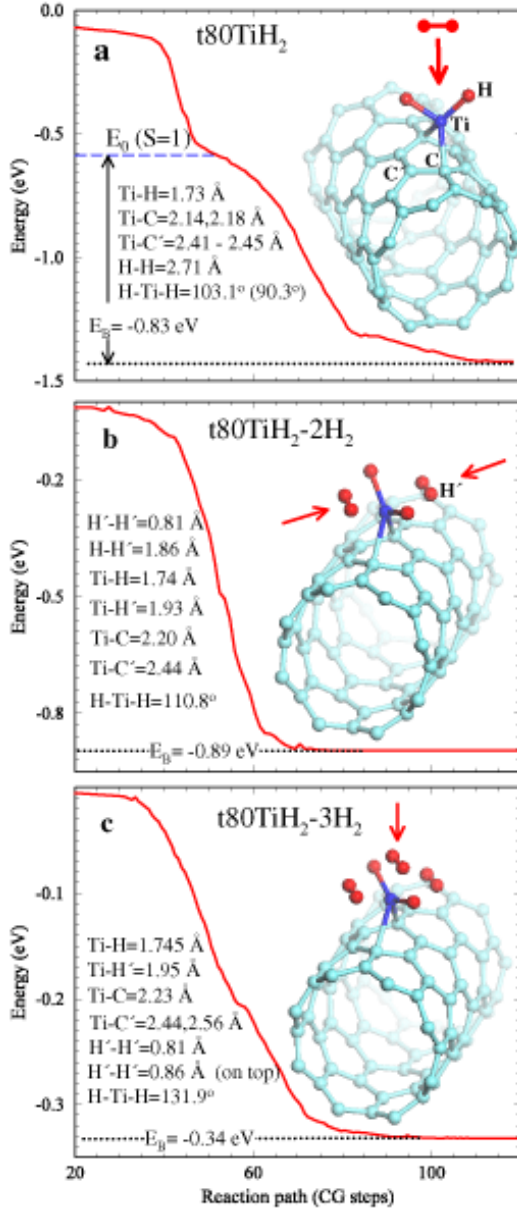 0.0
a
t80TiH₂
H
Ti
-0.5
E₀ (S=1)
C
C´
Ti-H=1.73 Å
Ti-C=2.14,2.18 Å
Ti-C´=2.41 - 2.45 Å
H-H=2.71 Å
H-Ti-H=103.1° (90.3°)
-1.0
E_B= -0.83 eV
-1.5
Energy (eV)
b
t80TiH₂-2H₂
-0.2
H´
H´-H´=0.81 Å
H-H´=1.86 Å
Ti-H=1.74 Å
Ti-H´=1.93 Å
Ti-C=2.20 Å
Ti-C´=2.44 Å
H-Ti-H=110.8°
-0.5
-0.8
E_B= -0.89 eV
Energy (eV)
c
t80TiH₂-3H₂
-0.1
Ti-H=1.745 Å
Ti-H´=1.95 Å
Ti-C=2.23 Å
Ti-C´=2.44,2.56 Å
H´-H´=0.81 Å
H´-H´=0.86 Å (on top)
H-Ti-H=131.9°
-0.2
-0.3
E_B= -0.34 eV
Energy (eV)
20 60 100
Reaction path (CG steps)